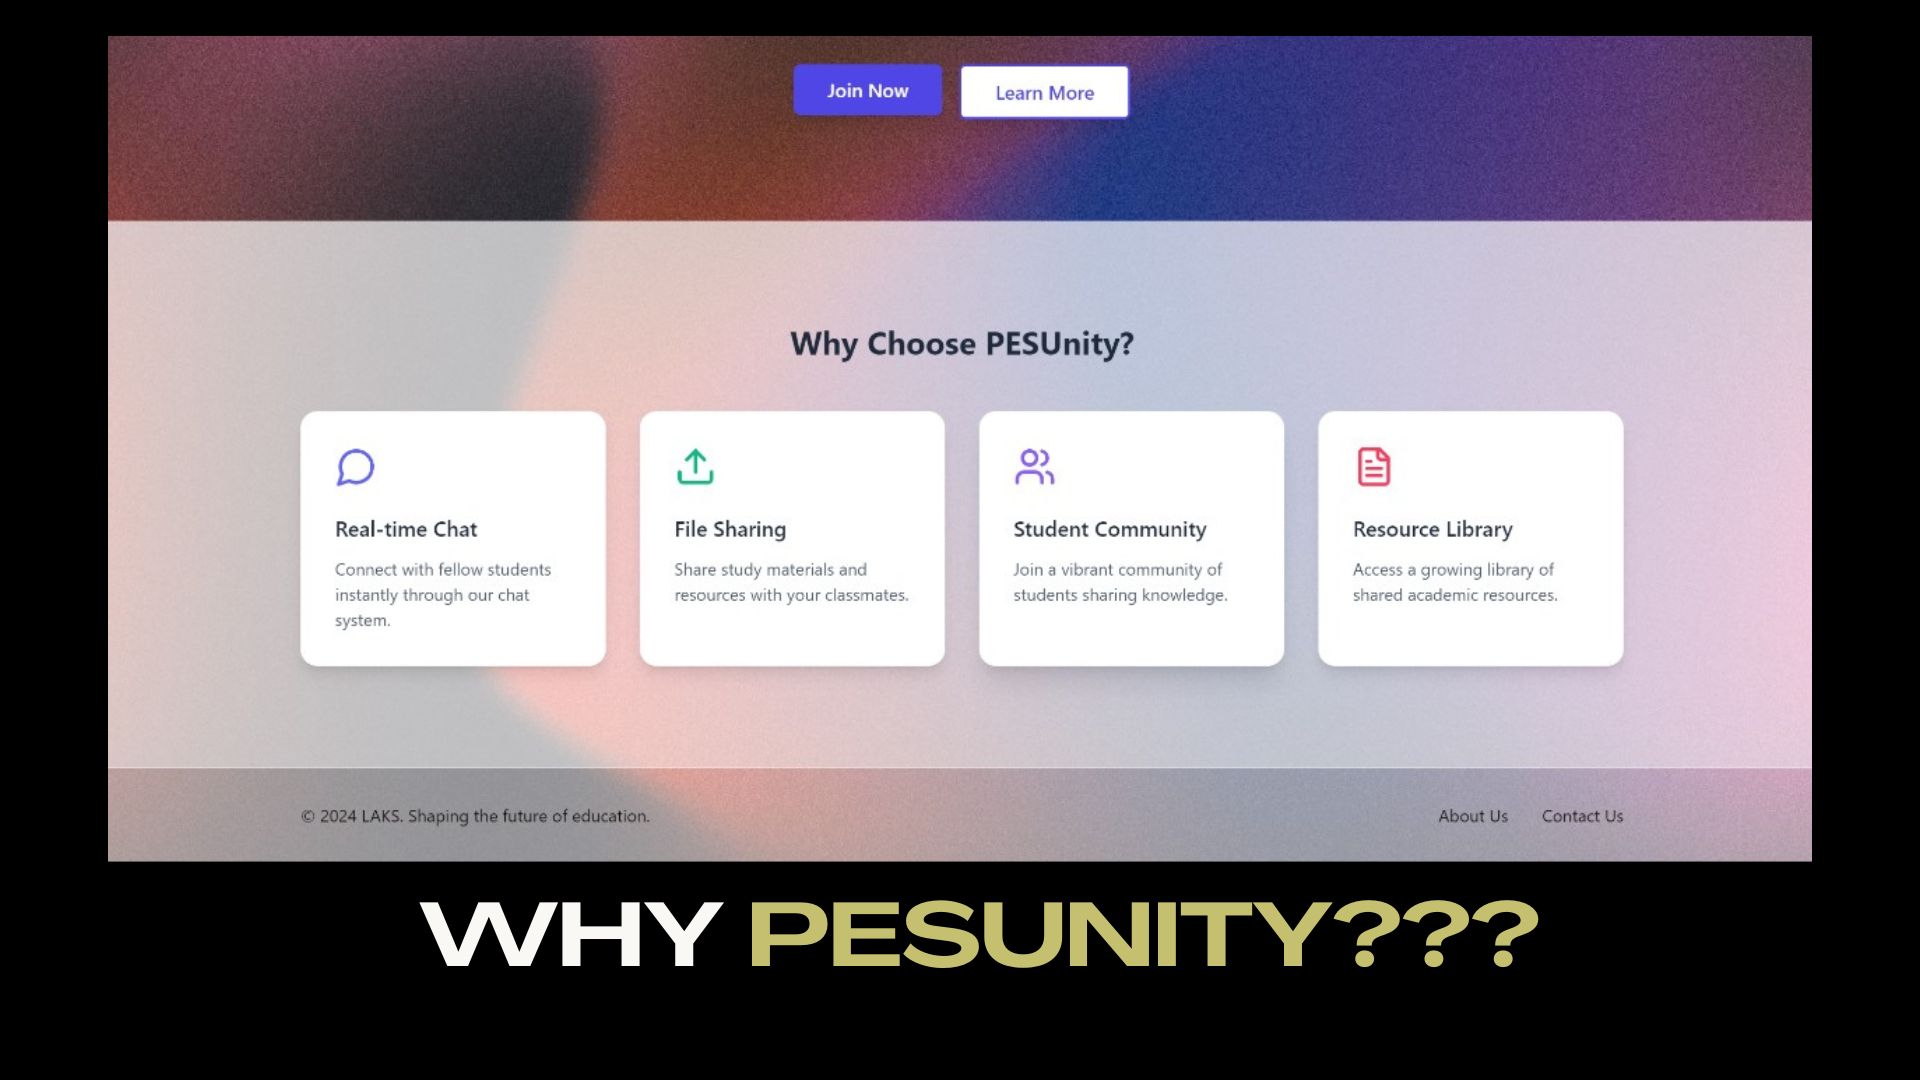 Join Now
Learn More
Why Choose PESUnity?
Real-time Chat
Connect with fellow students
instantly through our chat
system.
File Sharing
Share study materials and
resources with your classmates.
Student Community
Join a vibrant community of
students sharing knowledge.
Resource Library
Access a growing library of
shared academic resources.
© 2024 LAKS. Shaping the future of education.
About Us
Contact Us
WHY PESUNITY???